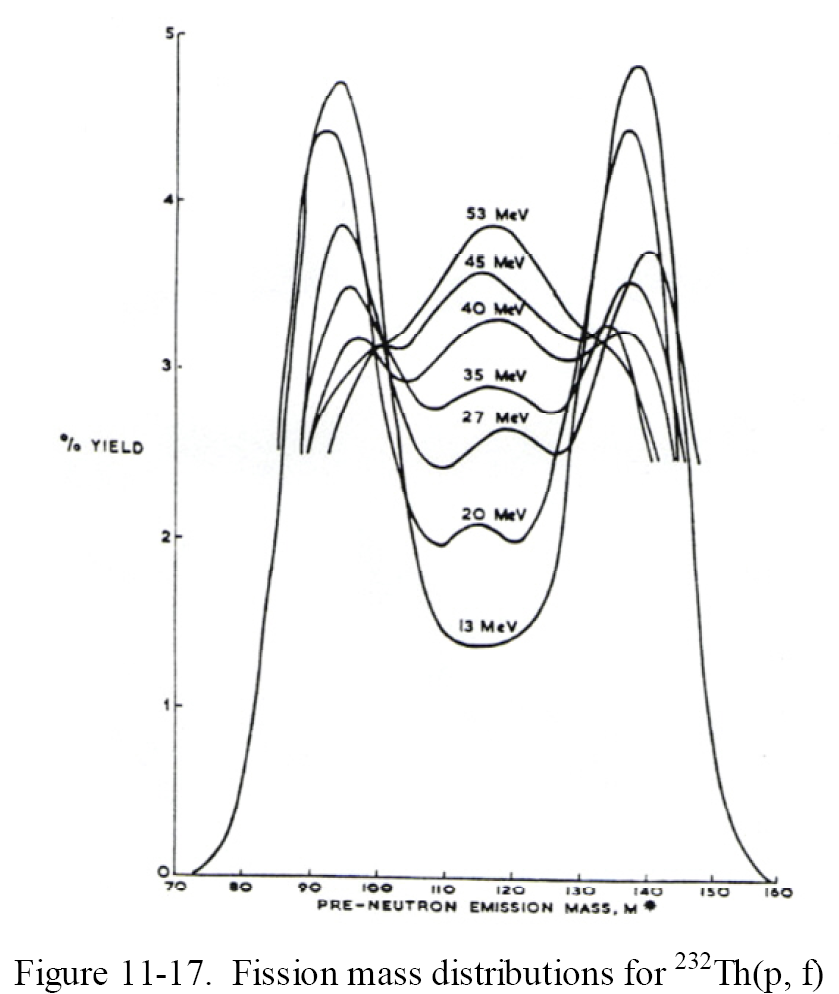 5
53 MeV
4
45 MeV
40 MeV
3
35 MeV
27 MeV
% YIELD
20 MeV
2
13 MeV
1
0
70 80 90 100 110 120 130 140 150 160
PRE-NEUTRON EMISSION MASS, M*
Figure 11-17. Fission mass distributions for ²³²Th(p, f)